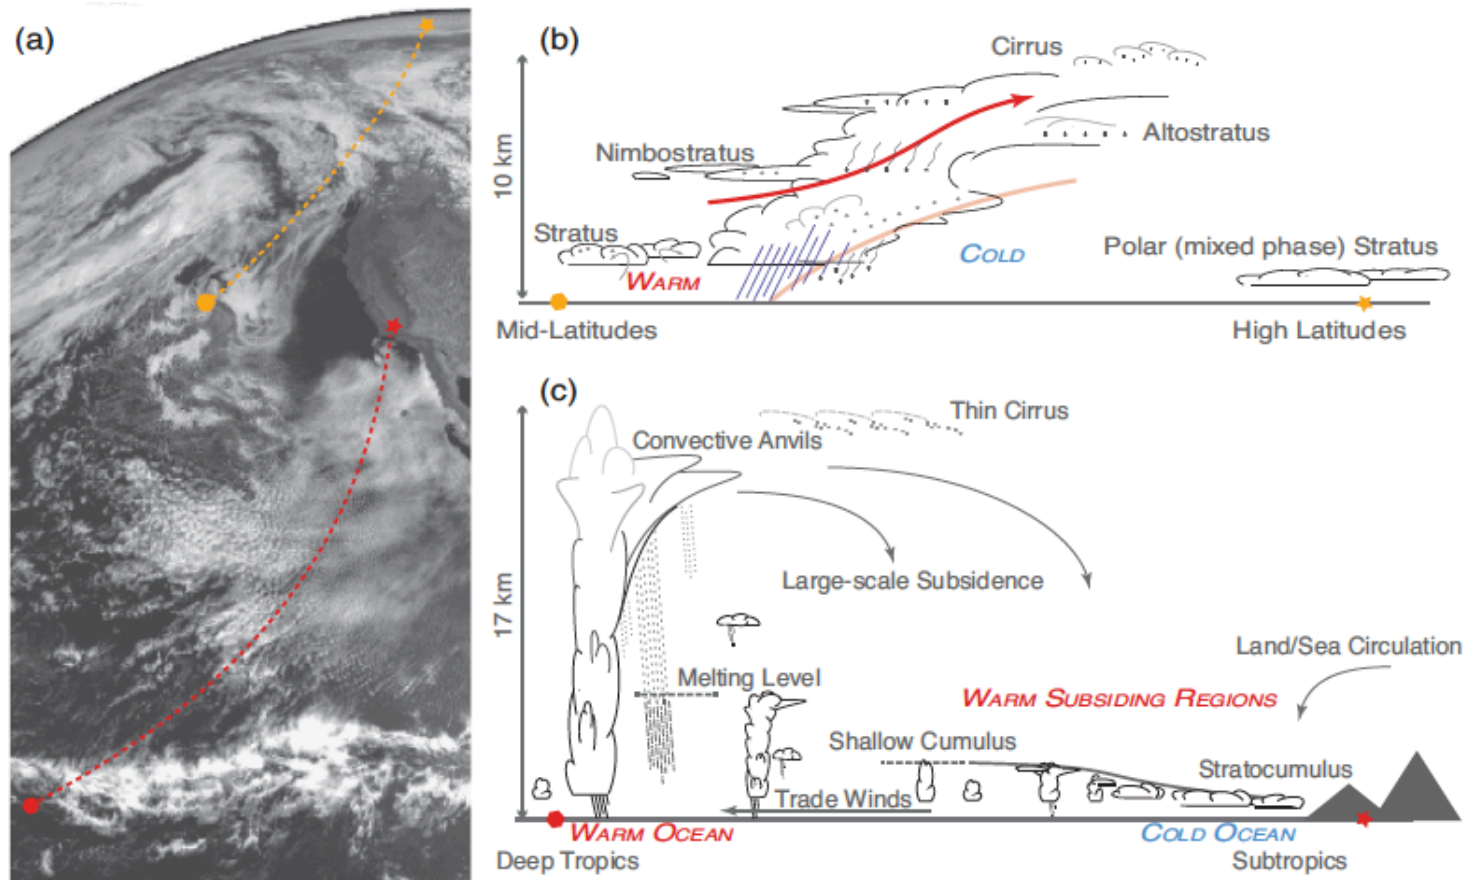 (a)
(b)
Cirrus
Altostratus
Nimbostratus
10 km
Stratus
WARM
COLD
Polar (mixed phase) Stratus
Mid-Latitudes
High Latitudes
(c)
Thin Cirrus
Convective Anvils
Large-scale Subsidence
17 km
Land/Sea Circulation
Melting Level
WARM SUBSIDING REGIONS
Shallow Cumulus
Stratocumulus
Trade Winds
WARM OCEAN
COLD OCEAN
Deep Tropics
Subtropics